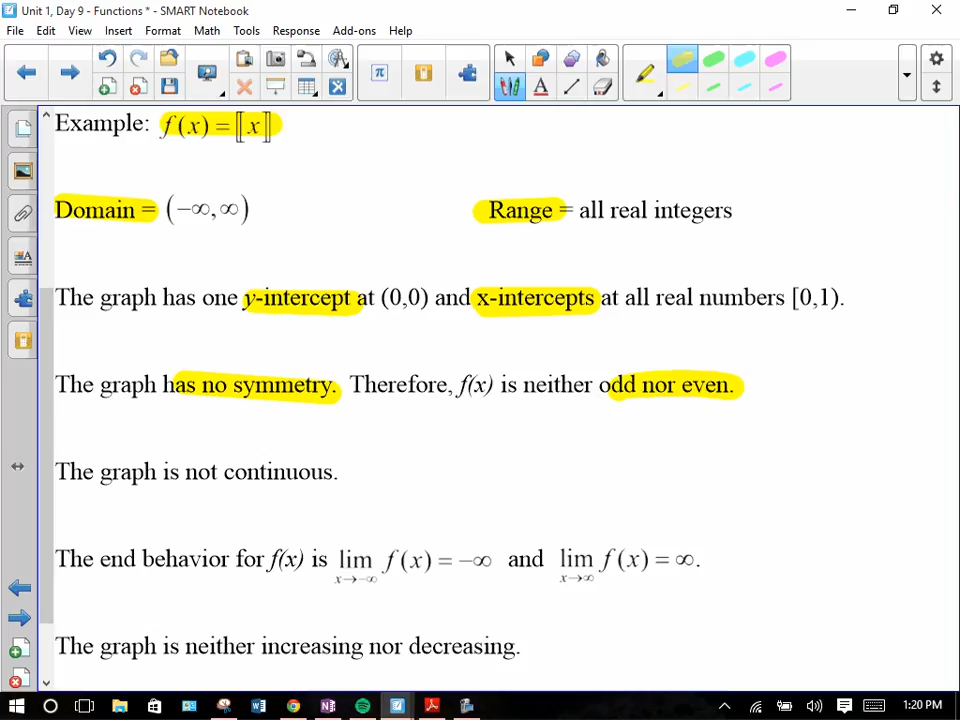 Unit 1, Day 9 - Functions * - SMART Notebook
File Edit View Insert Format Math Tools Response Add-ons Help
Example: f(x) = ⟦x⟧
Domain = (−∞,∞) Range = all real integers
The graph has one y-intercept at (0,0) and x-intercepts at all real numbers [0,1).
The graph has no symmetry. Therefore, f(x) is neither odd nor even.
The graph is not continuous.
The end behavior for f(x) is lim x→−∞ f(x) = −∞ and lim x→∞ f(x) = ∞.
The graph is neither increasing nor decreasing.
1:20 PM